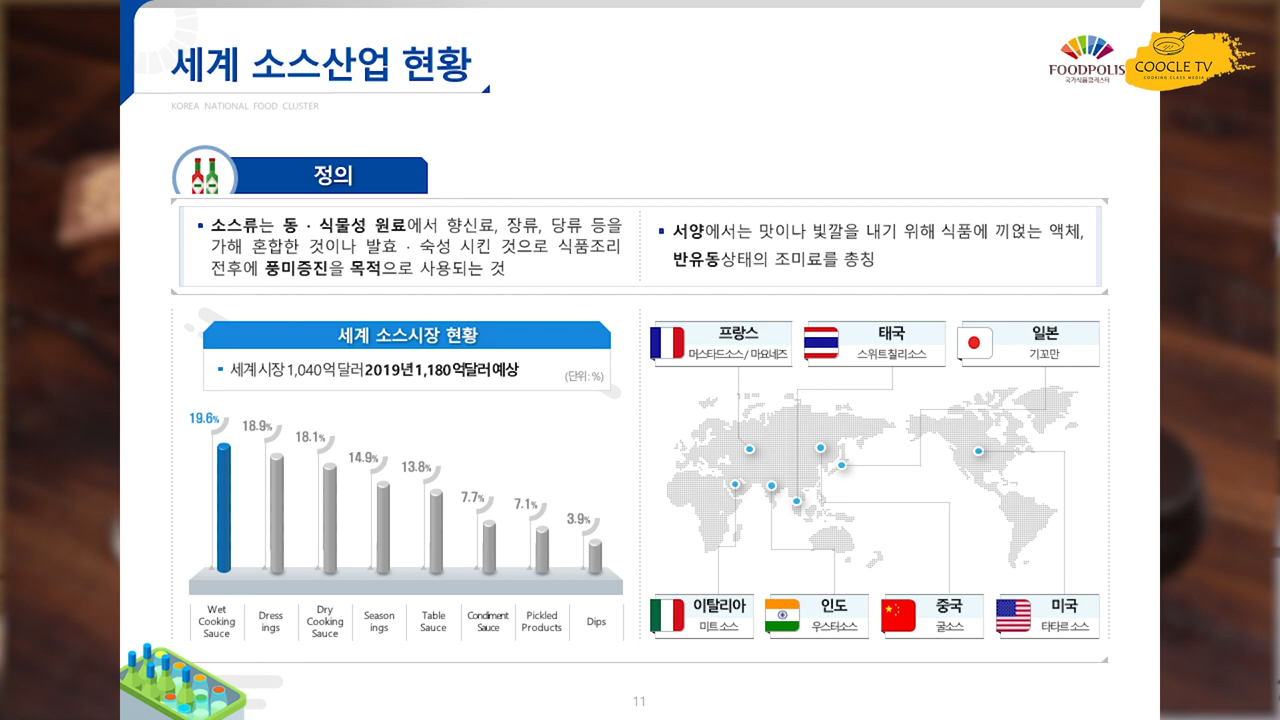 세계 소스산업 현황
KOREA NATIONAL FOOD CLUSTER
FOODPOLIS
국가식품클러스터
COOCLE TV
COOKING CLASS MEDIA
정의
▪ 소스류는 동 · 식물성 원료에서 향신료, 장류, 당류 등을
가해 혼합한 것이나 발효 · 숙성 시킨 것으로 식품조리
전후에 풍미증진을 목적으로 사용되는 것
▪ 서양에서는 맛이나 빛깔을 내기 위해 식품에 끼얹는 액체,
반유동상태의 조미료를 총칭
세계 소스시장 현황
▪ 세계 시장 1,040억 달러 2019년 1,180억달러 예상
(단위: %)
19.6%
18.9%
18.1%
14.9%
13.8%
7.7%
7.1%
3.9%
Wet
Cooking
Sauce
Dress
ings
Dry
Cooking
Sauce
Season
ings
Table
Sauce
Condiment
Sauce
Pickled
Products
Dips
프랑스
머스타드소스/ 마요네즈
태국
스위트칠리소스
일본
기꼬만
이탈리아
미트 소스
인도
우스터소스
중국
굴소스
미국
타타르 소스
11